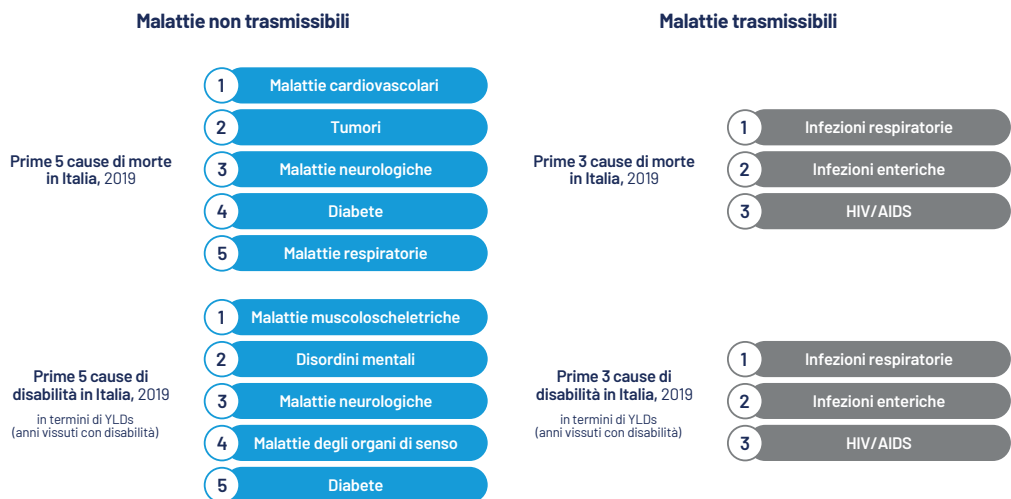 Malattie non trasmissibili
Prime 5 cause di morte
in Italia, 2019
1 Malattie cardiovascolari
2 Tumori
3 Malattie neurologiche
4 Diabete
5 Malattie respiratorie
Prime 5 cause di
disabilità in Italia, 2019
in termini di YLDs
(anni vissuti con disabilità)
1 Malattie muscoloscheletriche
2 Disordini mentali
3 Malattie neurologiche
4 Malattie degli organi di senso
5 Diabete
Malattie trasmissibili
Prime 3 cause di morte
in Italia, 2019
1 Infezioni respiratorie
2 Infezioni enteriche
3 HIV/AIDS
Prime 3 cause di
disabilità in Italia, 2019
in termini di YLDs
(anni vissuti con disabilità)
1 Infezioni respiratorie
2 Infezioni enteriche
3 HIV/AIDS